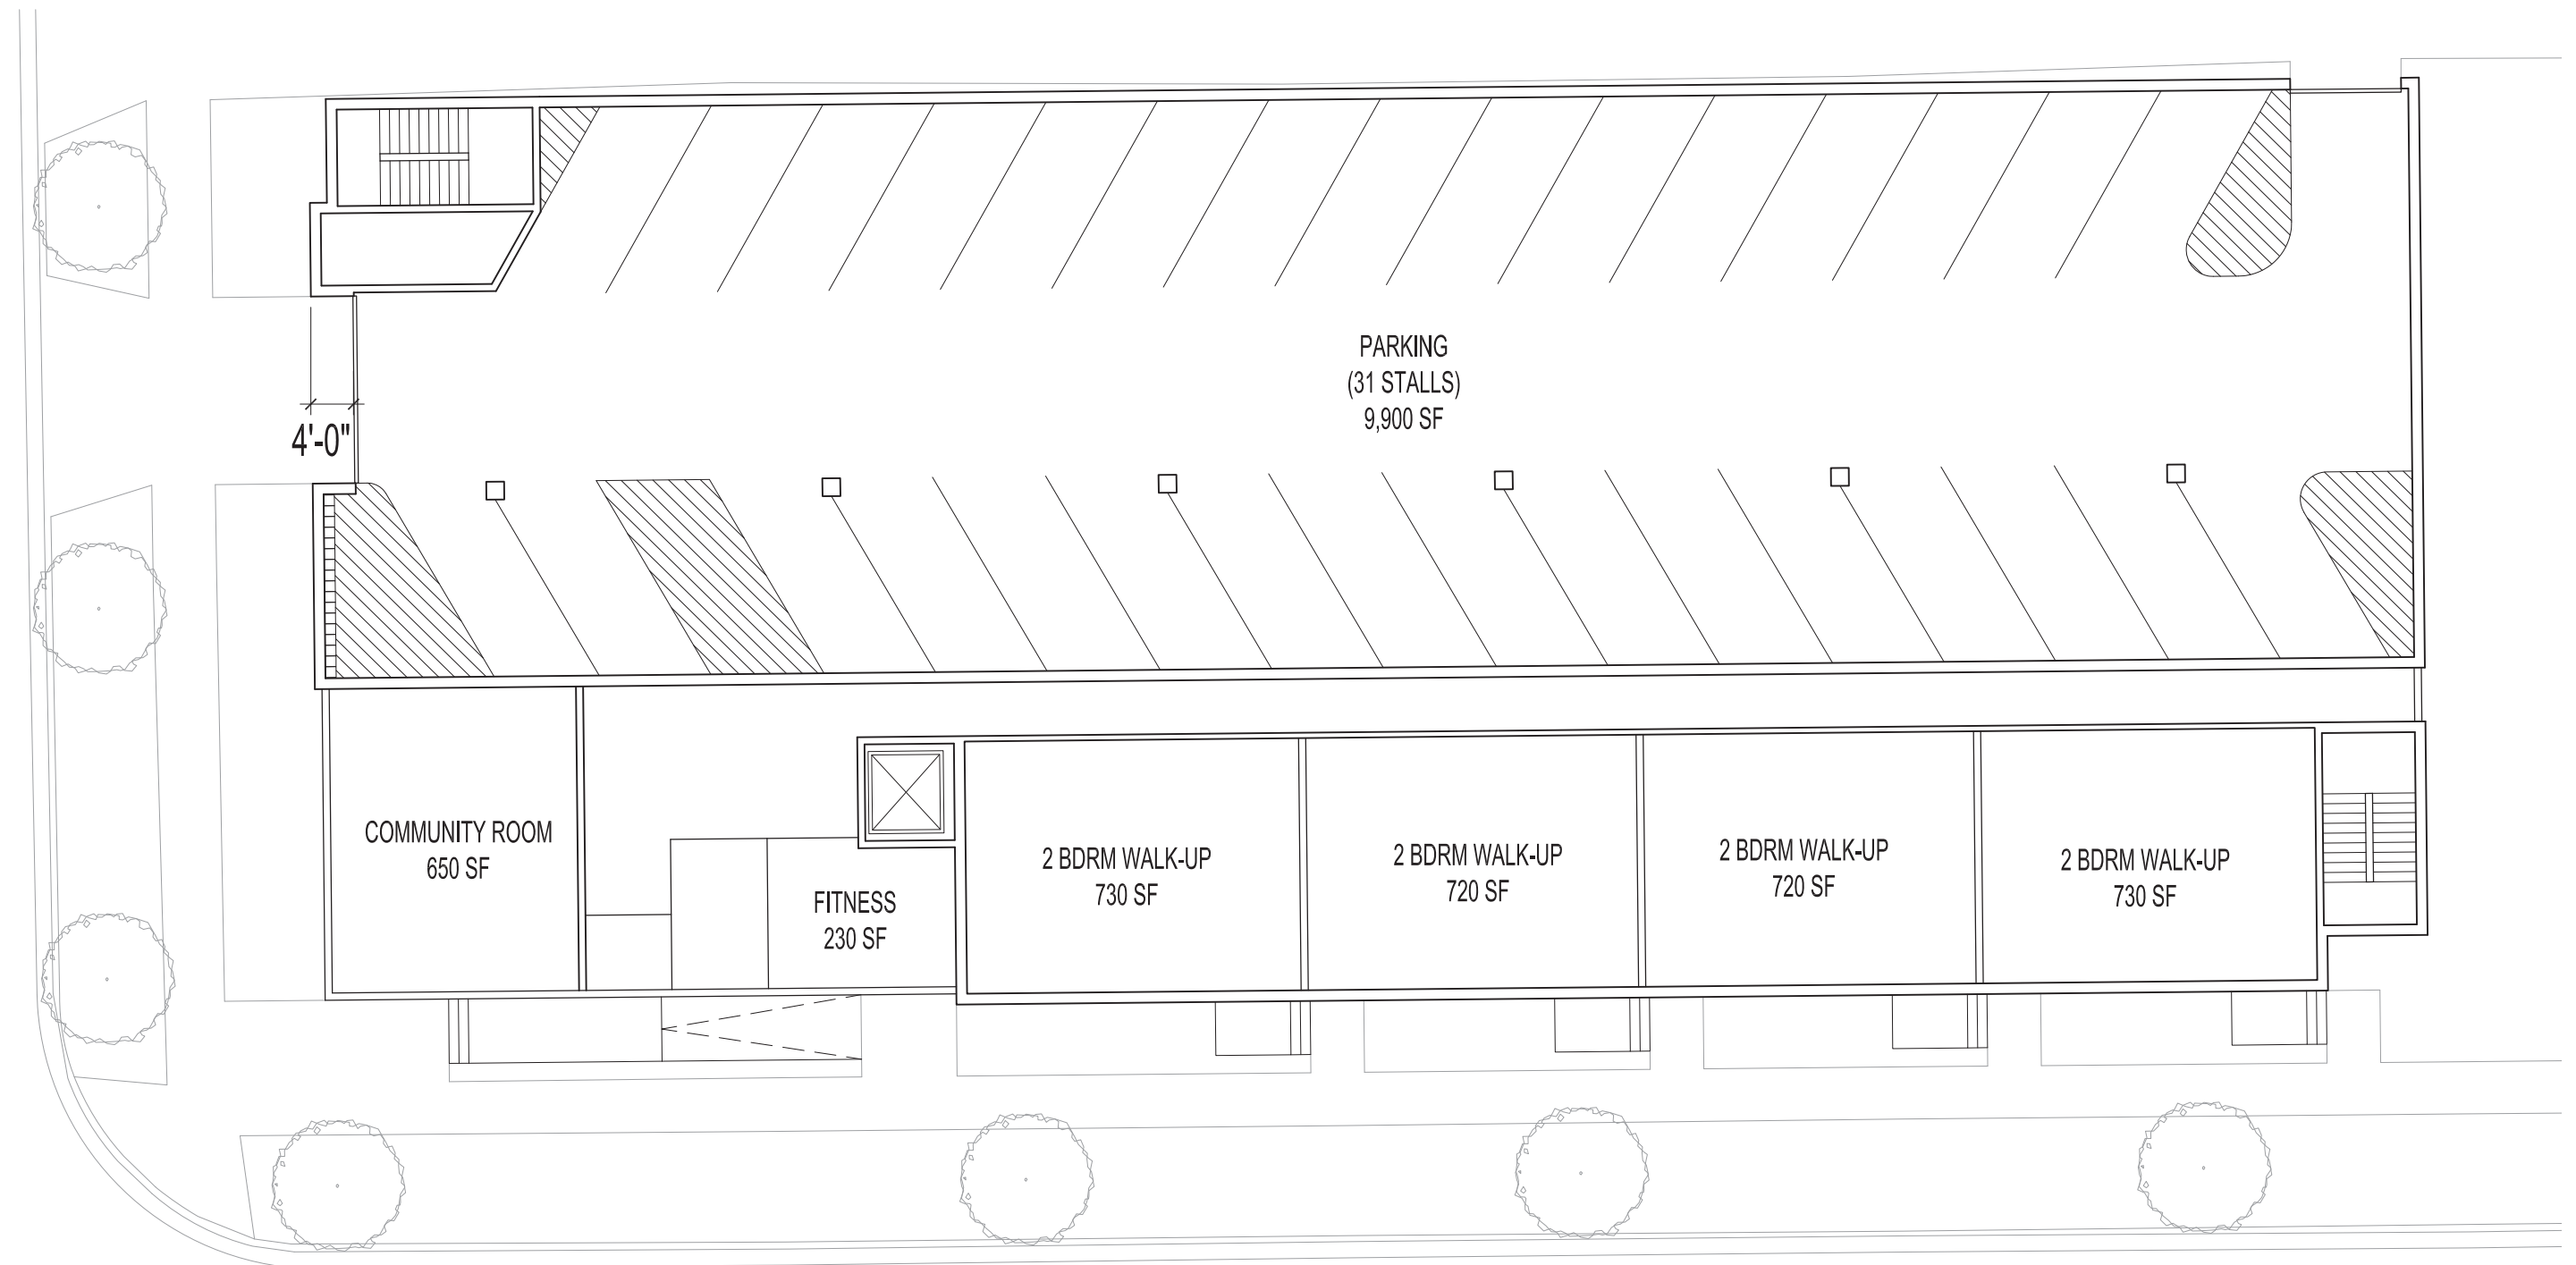 PARKING
(31 STALLS)
9,900 SF
4'-0"
COMMUNITY ROOM
650 SF
FITNESS
230 SF
2 BDRM WALK-UP
730 SF
2 BDRM WALK-UP
720 SF
2 BDRM WALK-UP
720 SF
2 BDRM WALK-UP
730 SF